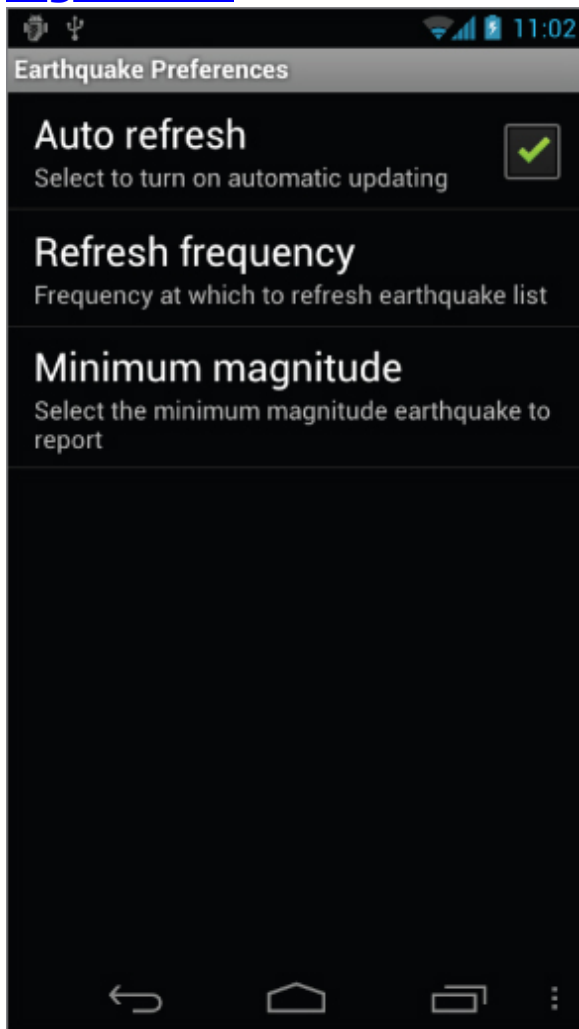 11:02
Earthquake Preferences
Auto refresh
Select to turn on automatic updating
Refresh frequency
Frequency at which to refresh earthquake list
Minimum magnitude
Select the minimum magnitude earthquake to
report